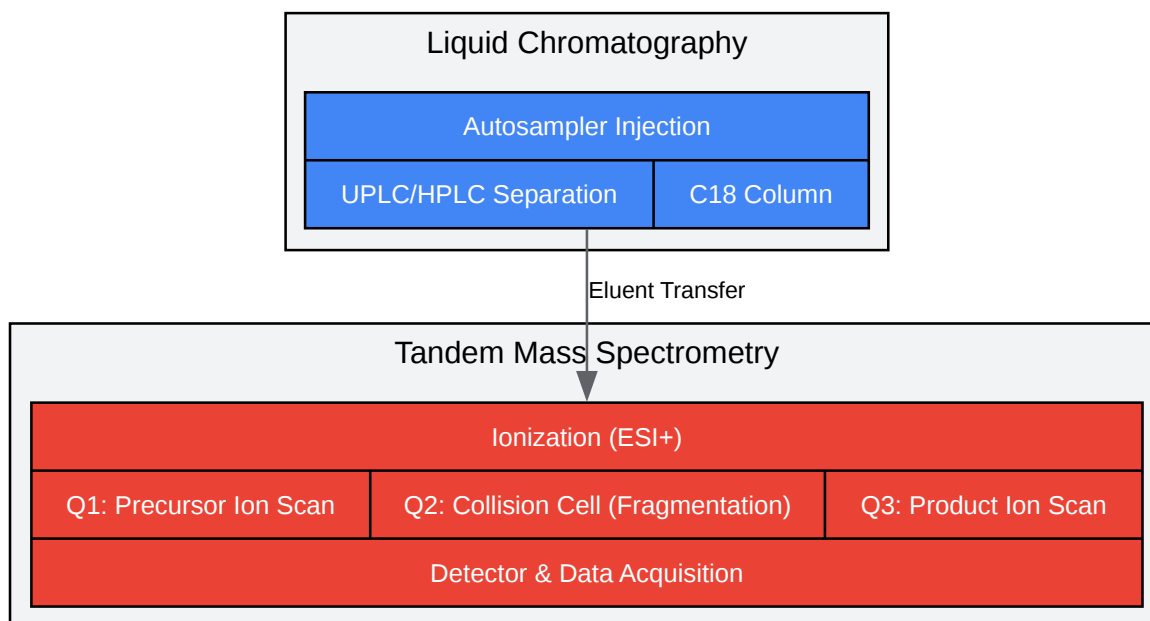 Liquid Chromatography
Autosampler Injection
UPLC/HPLC Separation
C18 Column
Eluent Transfer
Tandem Mass Spectrometry
Ionization (ESI+)
Q1: Precursor Ion Scan
Q2: Collision Cell (Fragmentation)
Q3: Product Ion Scan
Detector & Data Acquisition